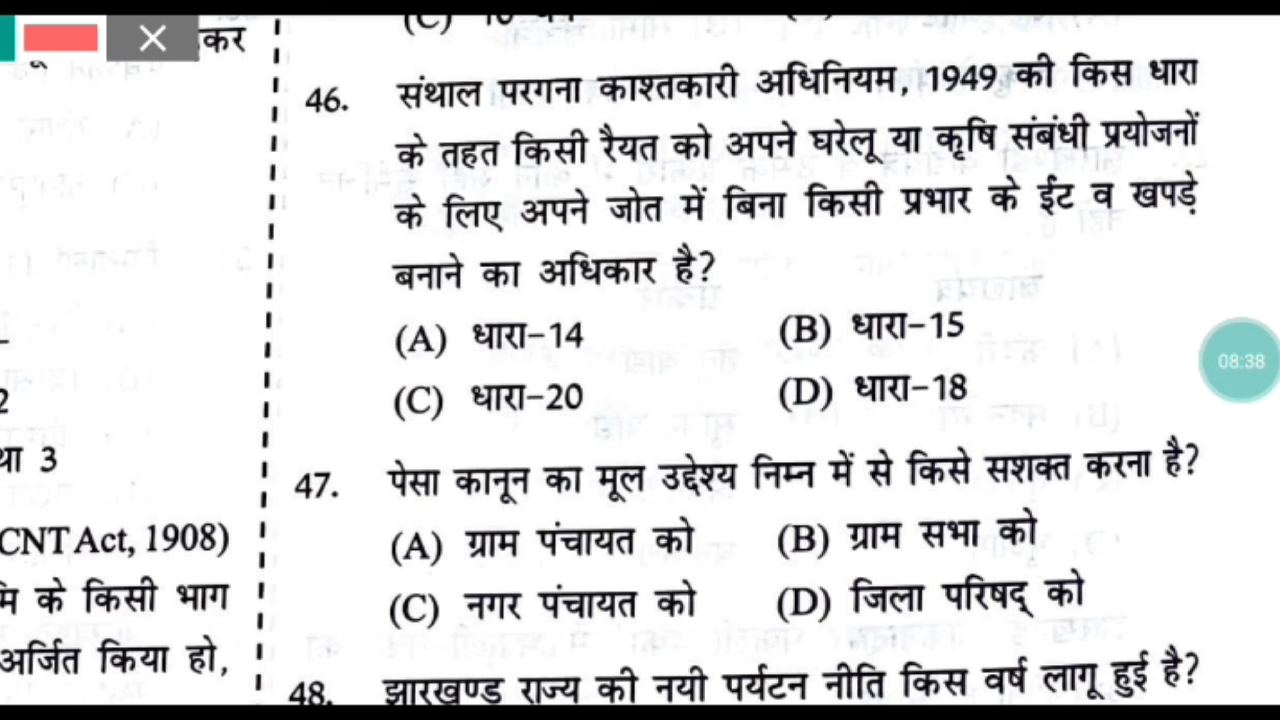 कर
46. संथाल परगना काश्तकारी अधिनियम, 1949 की किस धारा
के तहत किसी रैयत को अपने घरेलू या कृषि संबंधी प्रयोजनों
के लिए अपने जोत में बिना किसी प्रभार के ईंट व खपड़े
बनाने का अधिकार है?
(A) धारा-14 (B) धारा-15
(C) धारा-20 (D) धारा-18
47. पेसा कानून का मूल उद्देश्य निम्न में से किसे सशक्त करना है?
(A) ग्राम पंचायत को (B) ग्राम सभा को
(C) नगर पंचायत को (D) जिला परिषद् को
48. झारखण्ड राज्य की नयी पर्यटन नीति किस वर्ष लागू हुई है?
2
था 3
CNT Act, 1908)
मि के किसी भाग
अर्जित किया हो,
08:38